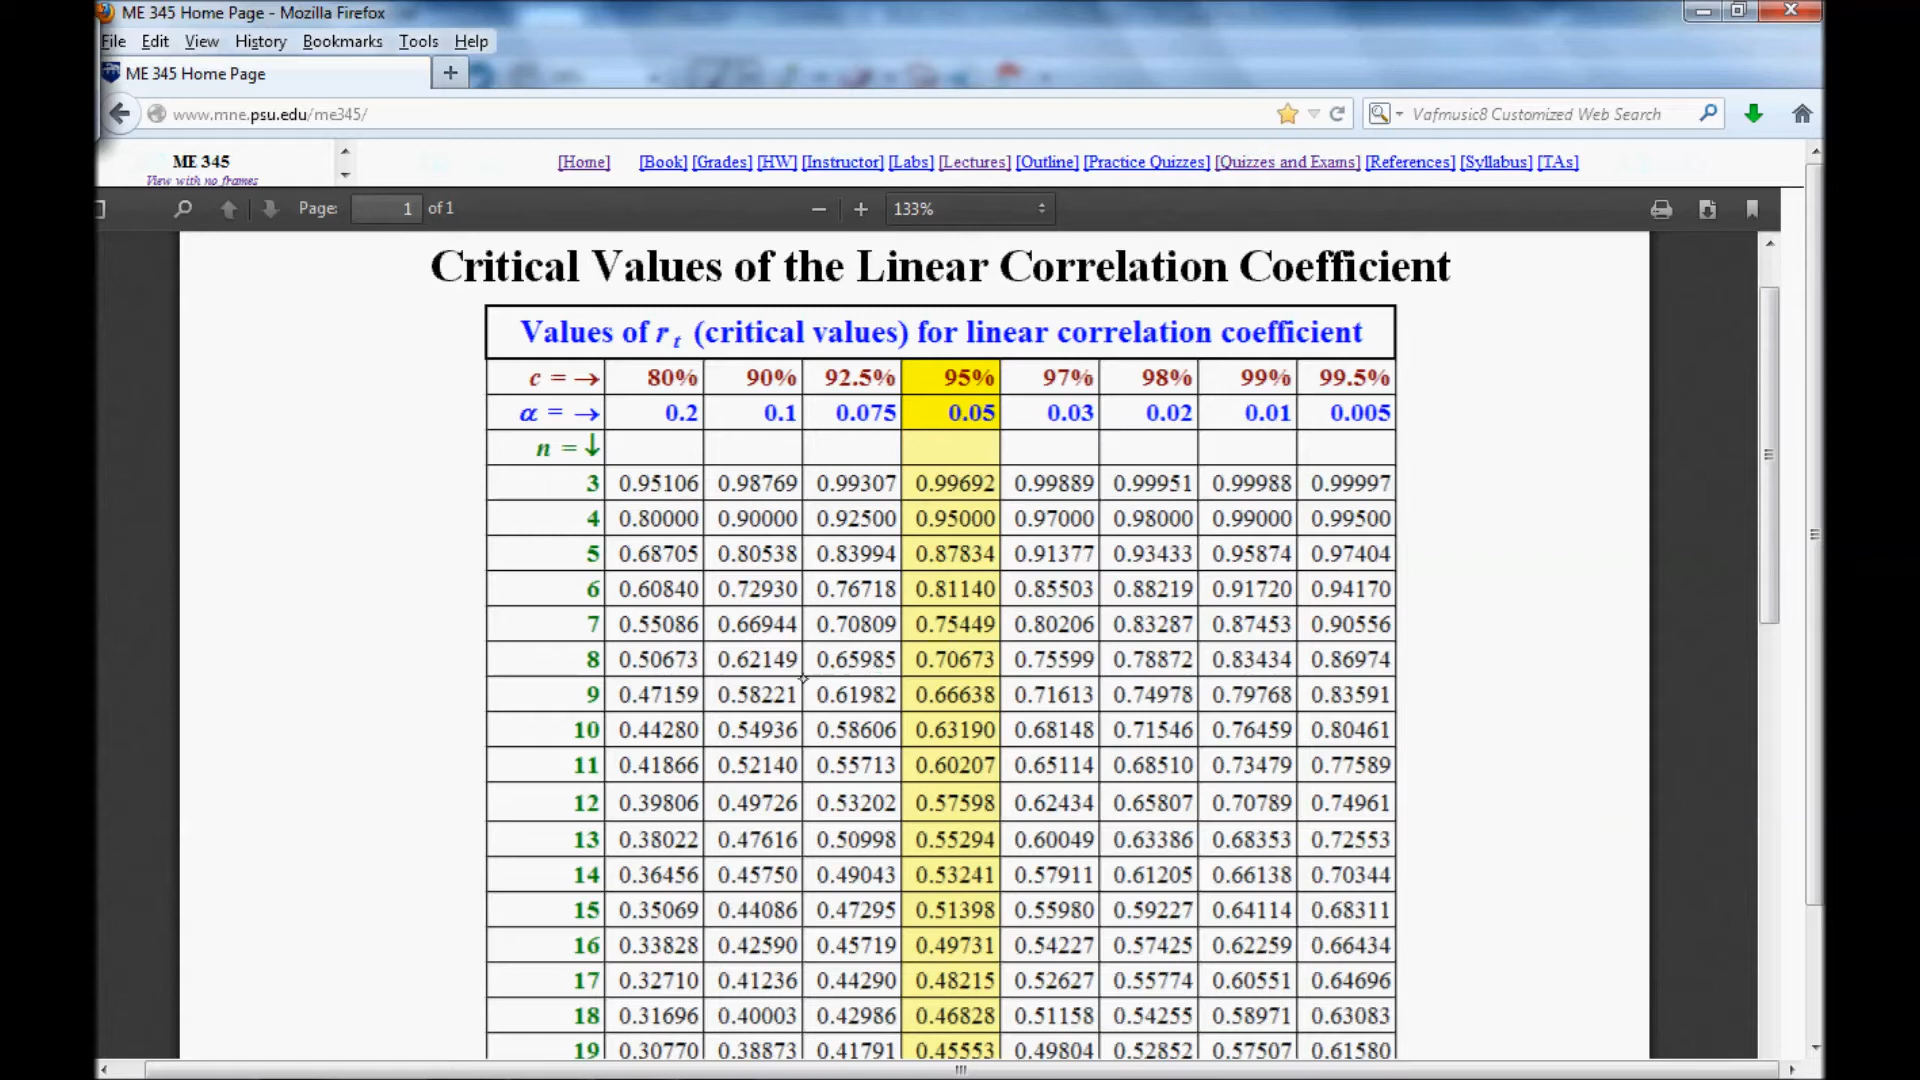 ME 345 Home Page - Mozilla Firefox
File Edit View History Bookmarks Tools Help
ME 345 Home Page
www.mne.psu.edu/me345/
Vafmusic8 Customized Web Search
ME 345
View with no frames
[Home] [Book] [Grades] [HW] [Instructor] [Labs] [Lectures] [Outline] [Practice Quizzes] [Quizzes and Exams] [References] [Syllabus] [TAs]
Page: 1 of 1
133%
Critical Values of the Linear Correlation Coefficient
Values of r t (critical values) for linear correlation coefficient
c = → 80% 90% 92.5% 95% 97% 98% 99% 99.5%
α = → 0.2 0.1 0.075 0.05 0.03 0.02 0.01 0.005
n = ↓
3 0.95106 0.98769 0.99307 0.99692 0.99889 0.99951 0.99988 0.99997
4 0.80000 0.90000 0.92500 0.95000 0.97000 0.98000 0.99000 0.99500
5 0.68705 0.80538 0.83994 0.87834 0.91377 0.93433 0.95874 0.97404
6 0.60840 0.72930 0.76718 0.81140 0.85503 0.88219 0.91720 0.94170
7 0.55086 0.66944 0.70809 0.75449 0.80206 0.83287 0.87453 0.90556
8 0.50673 0.62149 0.65985 0.70673 0.75599 0.78872 0.83434 0.86974
9 0.47159 0.58221 0.61982 0.66638 0.71613 0.74978 0.79768 0.83591
10 0.44280 0.54936 0.58606 0.63190 0.68148 0.71546 0.76459 0.80461
11 0.41866 0.52140 0.55713 0.60207 0.65114 0.68510 0.73479 0.77589
12 0.39806 0.49726 0.53202 0.57598 0.62434 0.65807 0.70789 0.74961
13 0.38022 0.47616 0.50998 0.55294 0.60049 0.63386 0.68353 0.72553
14 0.36456 0.45750 0.49043 0.53241 0.57911 0.61205 0.66138 0.70344
15 0.35069 0.44086 0.47295 0.51398 0.55980 0.59227 0.64114 0.68311
16 0.33828 0.42590 0.45719 0.49731 0.54227 0.57425 0.62259 0.66434
17 0.32710 0.41236 0.44290 0.48215 0.52627 0.55774 0.60551 0.64696
18 0.31696 0.40003 0.42986 0.46828 0.51158 0.54255 0.58971 0.63083
19 0.30770 0.38873 0.41791 0.45553 0.49804 0.52852 0.57507 0.61580